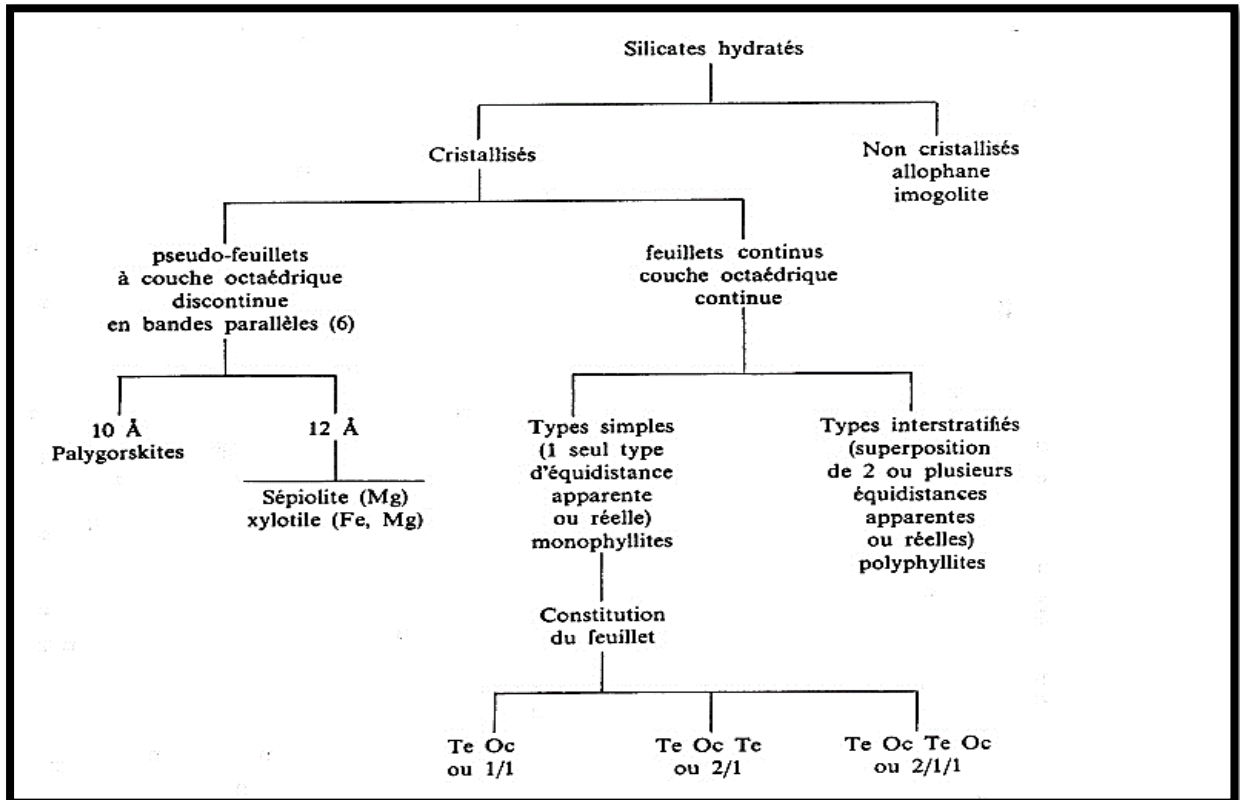 Silicates hydratés
Cristallisés
Non cristallisés
allophane
imogolite
pseudo-feuillets
à couche octaédrique
discontinue
en bandes parallèles (6)
feuillets continus
couche octaédrique
continue
10 Å
Palygorskites
12 Å
Sépiolite (Mg)
xylotile (Fe, Mg)
Types simples
(1 seul type
d'équidistance
apparente
ou réelle)
monophyllites
Types interstratifiés
(superposition
de 2 ou plusieurs
équidistances
apparentes
ou réelles)
polyphyllites
Constitution
du feuillet
Te Oc
ou 1/1
Te Oc Te
ou 2/1
Te Oc Te Oc
ou 2/1/1